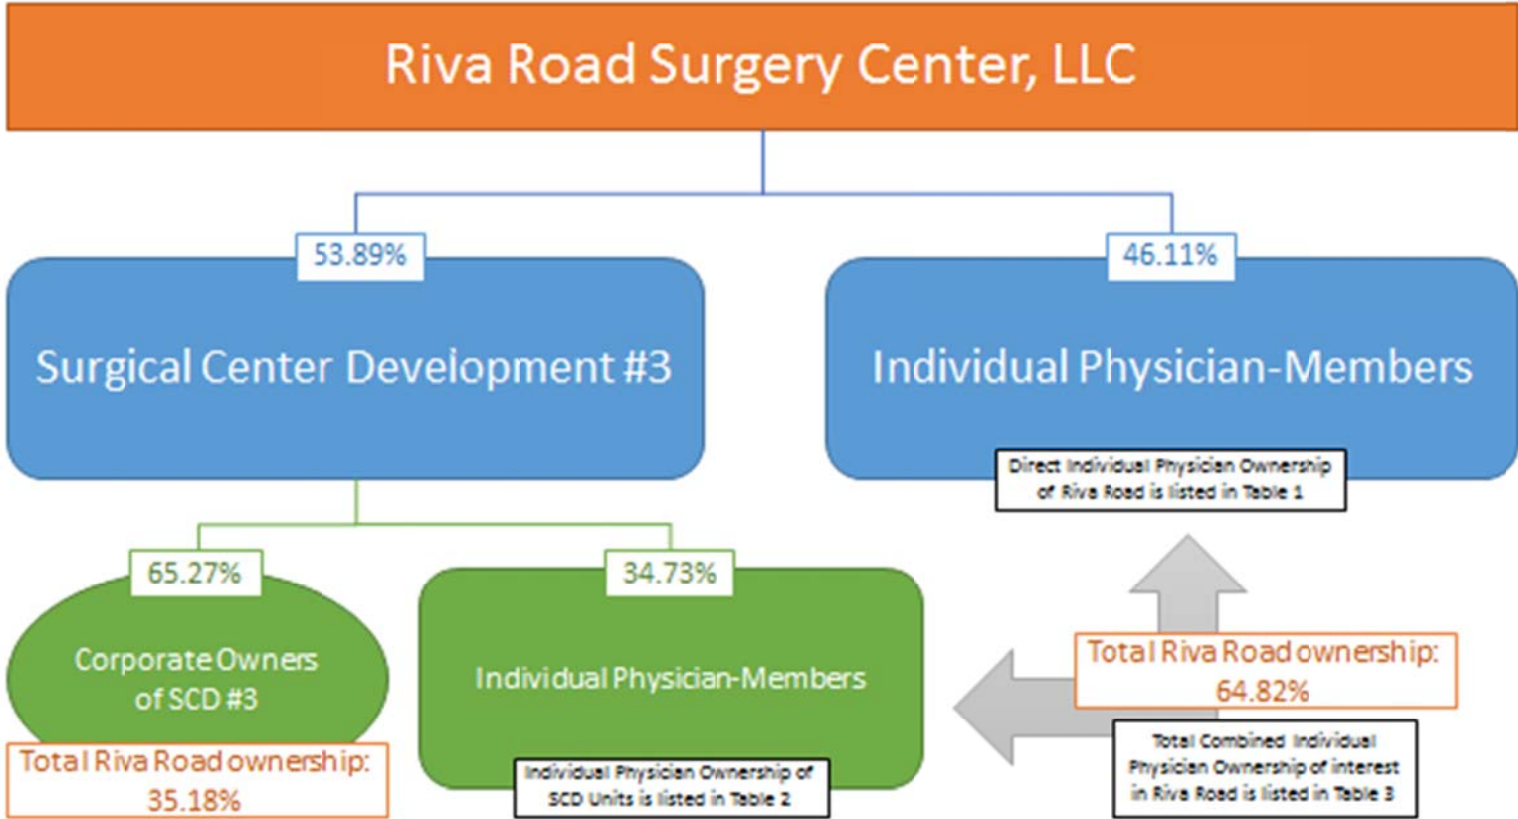 Riva Road Surgery Center, LLC
53.89%
46.11%
Surgical Center Development #3
Individual Physician-Members
Direct Individual Physician Ownership
of Riva Road is listed in Table 1
65.27%
34.73%
Corporate Owners
of SCD #3
Individual Physician-Members
Total Riva Road ownership:
64.82%
Total Riva Road ownership:
35.18%
Individual Physician Ownership of
SCD Units is listed in Table 2
Total Combined Individual
Physician Ownership of interest
in Riva Road is listed in Table 3